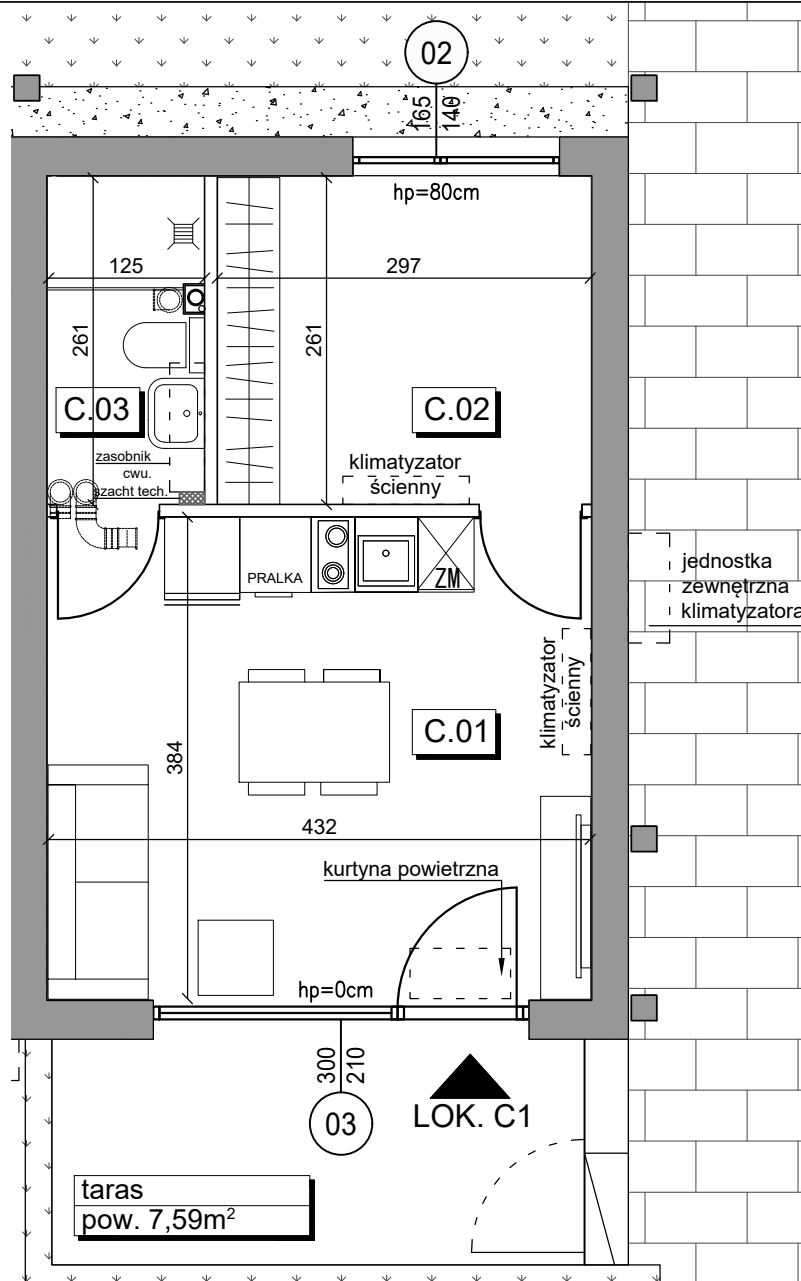 02
165
140
hp=80cm
125
297
261
261
C.03
C.02
zasobnik
cwu.
szacht tech.
klimatyzator
ścienny
PRALKA
ZM
jednostka
zewnętrzna
klimatyzatora
klimatyzator
ścienny
C.01
384
432
kurtyna powietrzna
hp=0cm
300
210
03
LOK. C1
taras
pow. 7,59m²